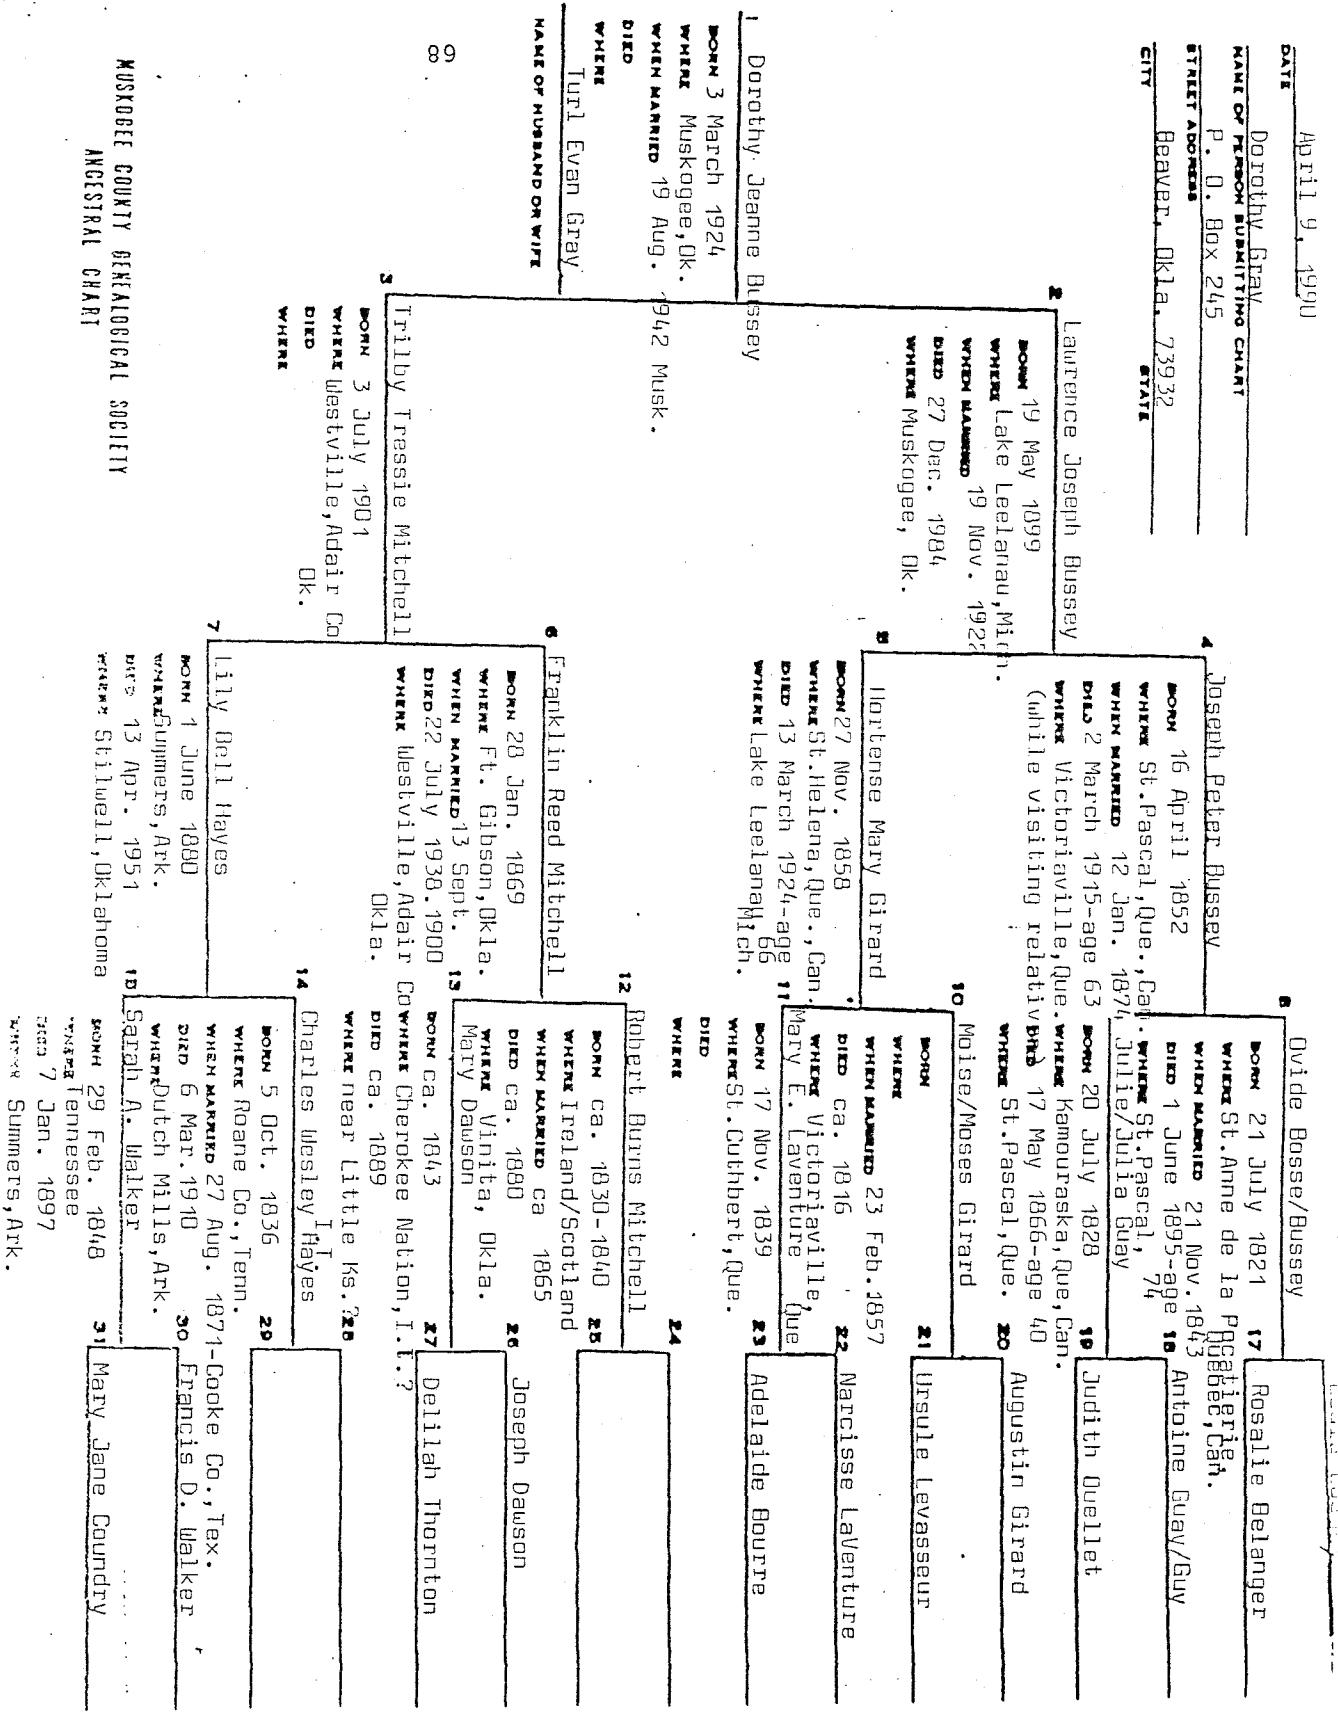 DATE April 9, 1990
Dorothy Gray
NAME OF PERSON SUBMITTING CHART
P. O. Box 245
STREET ADDRESS
Beaver, Okla. 73932
CITY STATE
1 Dorothy Jeanne Bussey
BORN 3 March 1924
WHERE Muskogee,Ok.
WHEN MARRIED 19 Aug. 1942 Musk.
DIED
WHERE
Turl Evan Gray
NAME OF HUSBAND OR WIFE
89
MUSKOGEE COUNTY GENEALOGICAL SOCIETY
ANCESTRAL CHART
2 Lawrence Joseph Bussey
BORN 19 May 1899
WHERE Lake Leelanau,Mich.
WHEN MARRIED 19 Nov. 1922
DIED 27 Dec. 1984
WHERE Muskogee, Ok.
3 Trilby Tressie Mitchell
BORN 3 July 1901
WHERE Westville,Adair Co
Ok.
DIED
WHERE
4 Joseph Peter Bussey
BORN 16 April 1852
WHERE St.Pascal,Que.,Can.
WHEN MARRIED 12 Jan. 1874
DIED 2 March 1915-age 63
WHERE Victoriaville,Que.
(while visiting relatives)
5 Hortense Mary Girard
BORN 27 Nov. 1858
WHERE St.Helena,Que.,Can.
DIED 13 March 1924-age 66
WHERE Lake Leelanau, Mich.
6 Franklin Reed Mitchell
BORN 28 Jan. 1869
WHERE Ft. Gibson,Okla.
WHEN MARRIED 13 Sept. 1900
DIED 22 July 1938.
WHERE Westville,Adair Co
Okla.
7 Lily Bell Hayes
BORN 1 June 1880
WHERE Summers,Ark.
DIED 13 Apr. 1951
WHERE Stilwell,Oklahoma
8 Ovide Bosse/Bussey
BORN 21 July 1821
WHERE St.Anne de la Pocatierie,
Quebec,Can.
WHEN MARRIED 21 Nov.1843
DIED 1 June 1895-age 74
WHERE St.Pascal,
Julie/Julia Guay
BORN 20 July 1828
WHERE Kamouraska,Que,Can.
DIED 17 May 1866-age 40
WHERE St.Pascal,Que.
10 Moise/Moses Girard
BORN
WHERE
WHEN MARRIED 23 Feb.1857
DIED ca. 1816
WHERE Victoriaville, Que
11 Mary E. Laventure
BORN 17 Nov. 1839
WHERE St.Cuthbert,Que.
DIED
WHERE
12 Robert Burns Mitchell
BORN ca. 1830-1840
WHERE Ireland/Scotland
WHEN MARRIED ca 1865
DIED ca. 1880
WHERE Vinita, Okla.
13 Mary Dawson
BORN ca. 1843
WHERE Cherokee Nation,I.T.?
DIED ca. 1889
WHERE near Little Ks.?
14 Charles Wesley Hayes
I.T.
BORN 5 Oct. 1836
WHERE Roane Co.,Tenn.
WHEN MARRIED 27 Aug. 1871-Cooke Co.,Tex.
DIED 6 Mar.1910
WHERE Dutch Mills,Ark.
15 Sarah A. Walker
BORN 29 Feb. 1848
WHERE Tennessee
DIED 7 Jan. 1897
WHERE Summers,Ark.
17 Rosalie Belanger
18 Antoine Guay/Guy
19 Judith Ouellet
20 Augustin Girard
21 Ursule Levasseur
22 Narcisse LaVenture
23 Adelaide Bourre
24
25
26 Joseph Dawson
27 Delilah Thornton
28
29
30 Francis D. Walker
31 Mary Jane Coundry